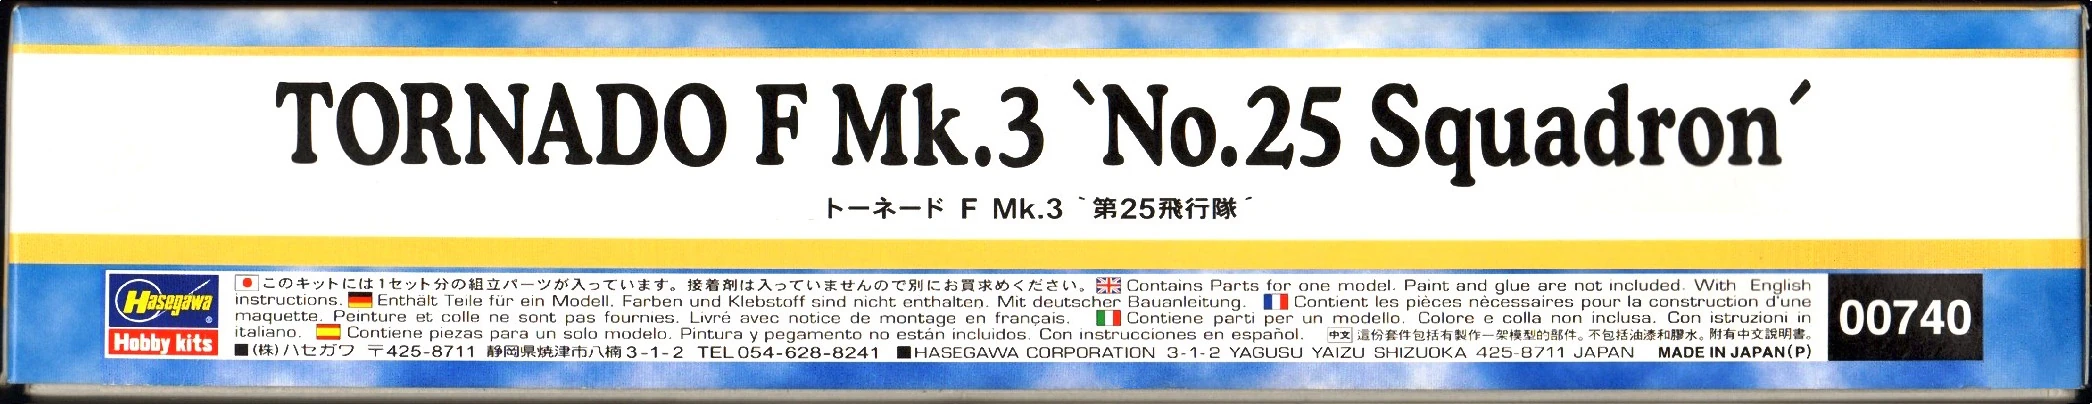 TORNADO F Mk.3 `No.25 Squadron´
トーネード F Mk.3 `第25飛行隊´
Hasegawa ®
Hobby kits
このキットには1セット分の組立パーツが入っています。接着剤は入っていませんので別にお買求めください。 Contains Parts for one model. Paint and glue are not included. With English
instructions. Enthält Teile für ein Modell. Farben und Klebstoff sind nicht enthalten. Mit deutscher Bauanleitung. Contient les pièces nècessaires pour la construction d'une
maquette. Peinture et colle ne sont pas fournies. Livré avec notice de montage en français. Contiene parti per un modello. Colore e colla non inclusa. Con istruzioni in
italiano. Contiene piezas para un solo modelo. Pintura y pegamento no están incluidos. Con instrucciones en español. 中文 這份套件包括有製作一架模型的部件。不包括油漆和膠水。附有中文說明書。
■(株)ハセガワ 〒425-8711 静岡県焼津市八楠3-1-2 TEL 054-628-8241 ■HASEGAWA CORPORATION 3-1-2 YAGUSU YAIZU SHIZUOKA 425-8711 JAPAN MADE IN JAPAN(P)
00740